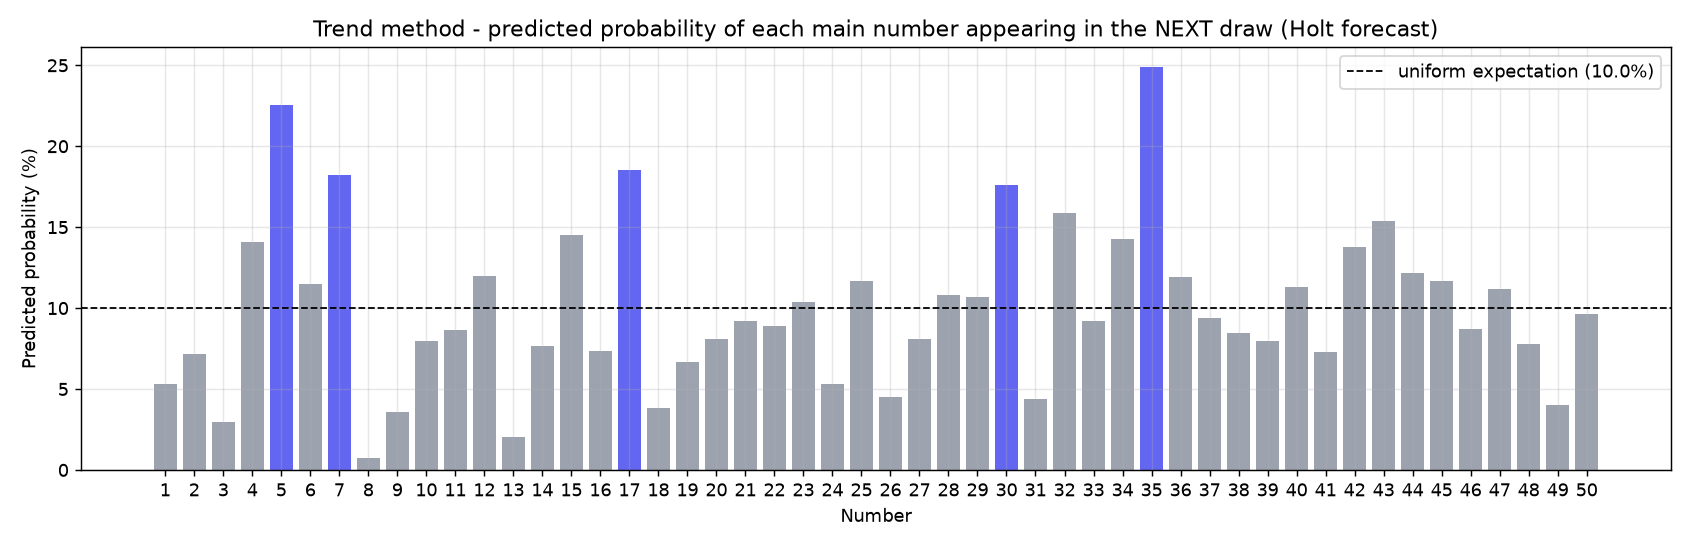 Trend method - predicted probability of each main number appearing in the NEXT draw (Holt forecast)
uniform expectation (10.0%)
Predicted probability (%)
25
20
15
10
5
0
1 2 3 4 5 6 7 8 9 10 11 12 13 14 15 16 17 18 19 20 21 22 23 24 25 26 27 28 29 30 31 32 33 34 35 36 37 38 39 40 41 42 43 44 45 46 47 48 49 50
Number